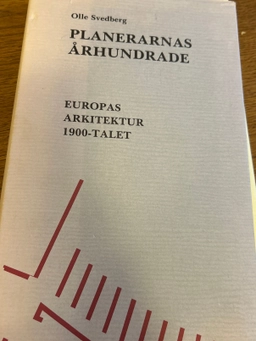 Olle Svedberg
PLANERARNAS
ÅRHUNDRADE
EUROPAS
ARKITEKTUR
1900-TALET